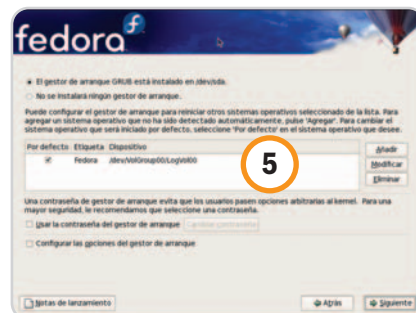 fedora
El gestor de arranque GRUB está instalado en /dev/sda.
No se instalará ningún gestor de arranque.
Puede configurar el gestor de arranque para reiniciar otros sistemas operativos seleccionado de la lista. Para
agregar un sistema operativo que no ha sido detectado automáticamente, pulse 'Agregar'. Para cambiar el
sistema operativo que será iniciado por defecto, seleccione 'Por defecto' en el sistema operativo que desee.
Por defecto Etiqueta Dispositivo
Fedora /dev/VolGroup00/LogVol00
5
Añadir
Modificar
Eliminar
Una contraseña de gestor de arranque evita que los usuarios pasen opciones arbitrarias al kernel. Para una
mayor seguridad, le recomendamos que seleccione una contraseña.
Usar la contraseña del gestor de arranque Cambiar contraseña
Configurar las opciones del gestor de arranque
Notas de lanzamiento
Atrás
Siguiente